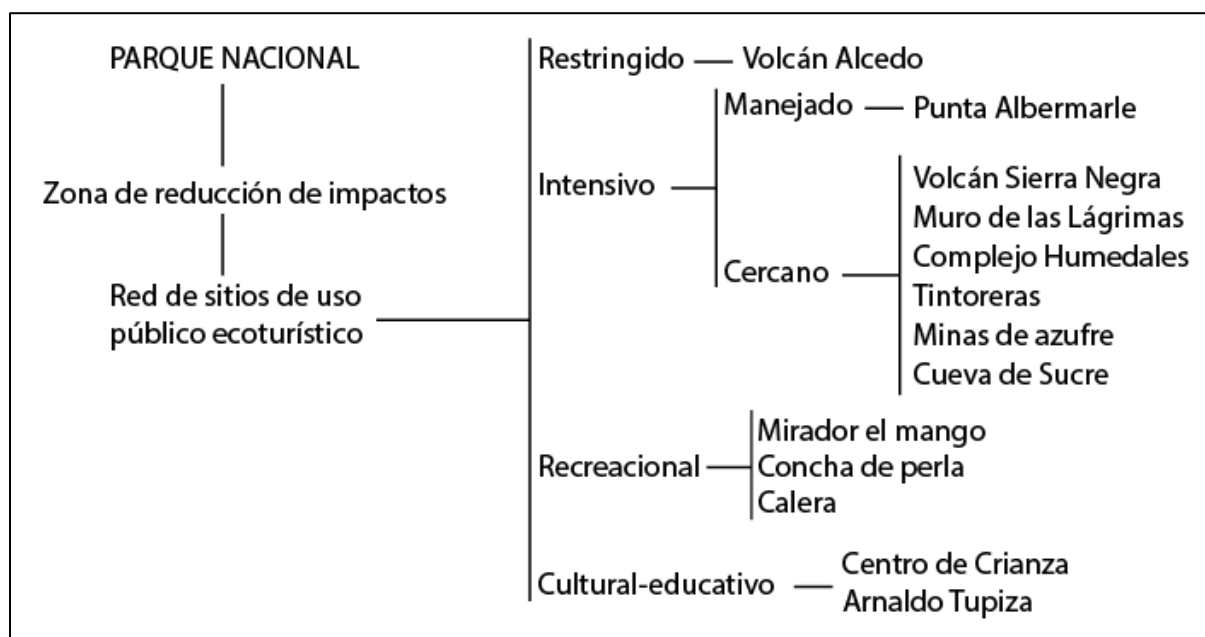 PARQUE NACIONAL
Zona de reducción de impactos
Red de sitios de uso
público ecoturístico
Restringido
Volcán Alcedo
Intensivo
Manejado
Punta Albermarle
Cercano
Volcán Sierra Negra
Muro de las Lágrimas
Complejo Humedales
Tintoreras
Minas de azufre
Cueva de Sucre
Recreacional
Mirador el mango
Concha de perla
Calera
Cultural-educativo
Centro de Crianza
Arnaldo Tupiza